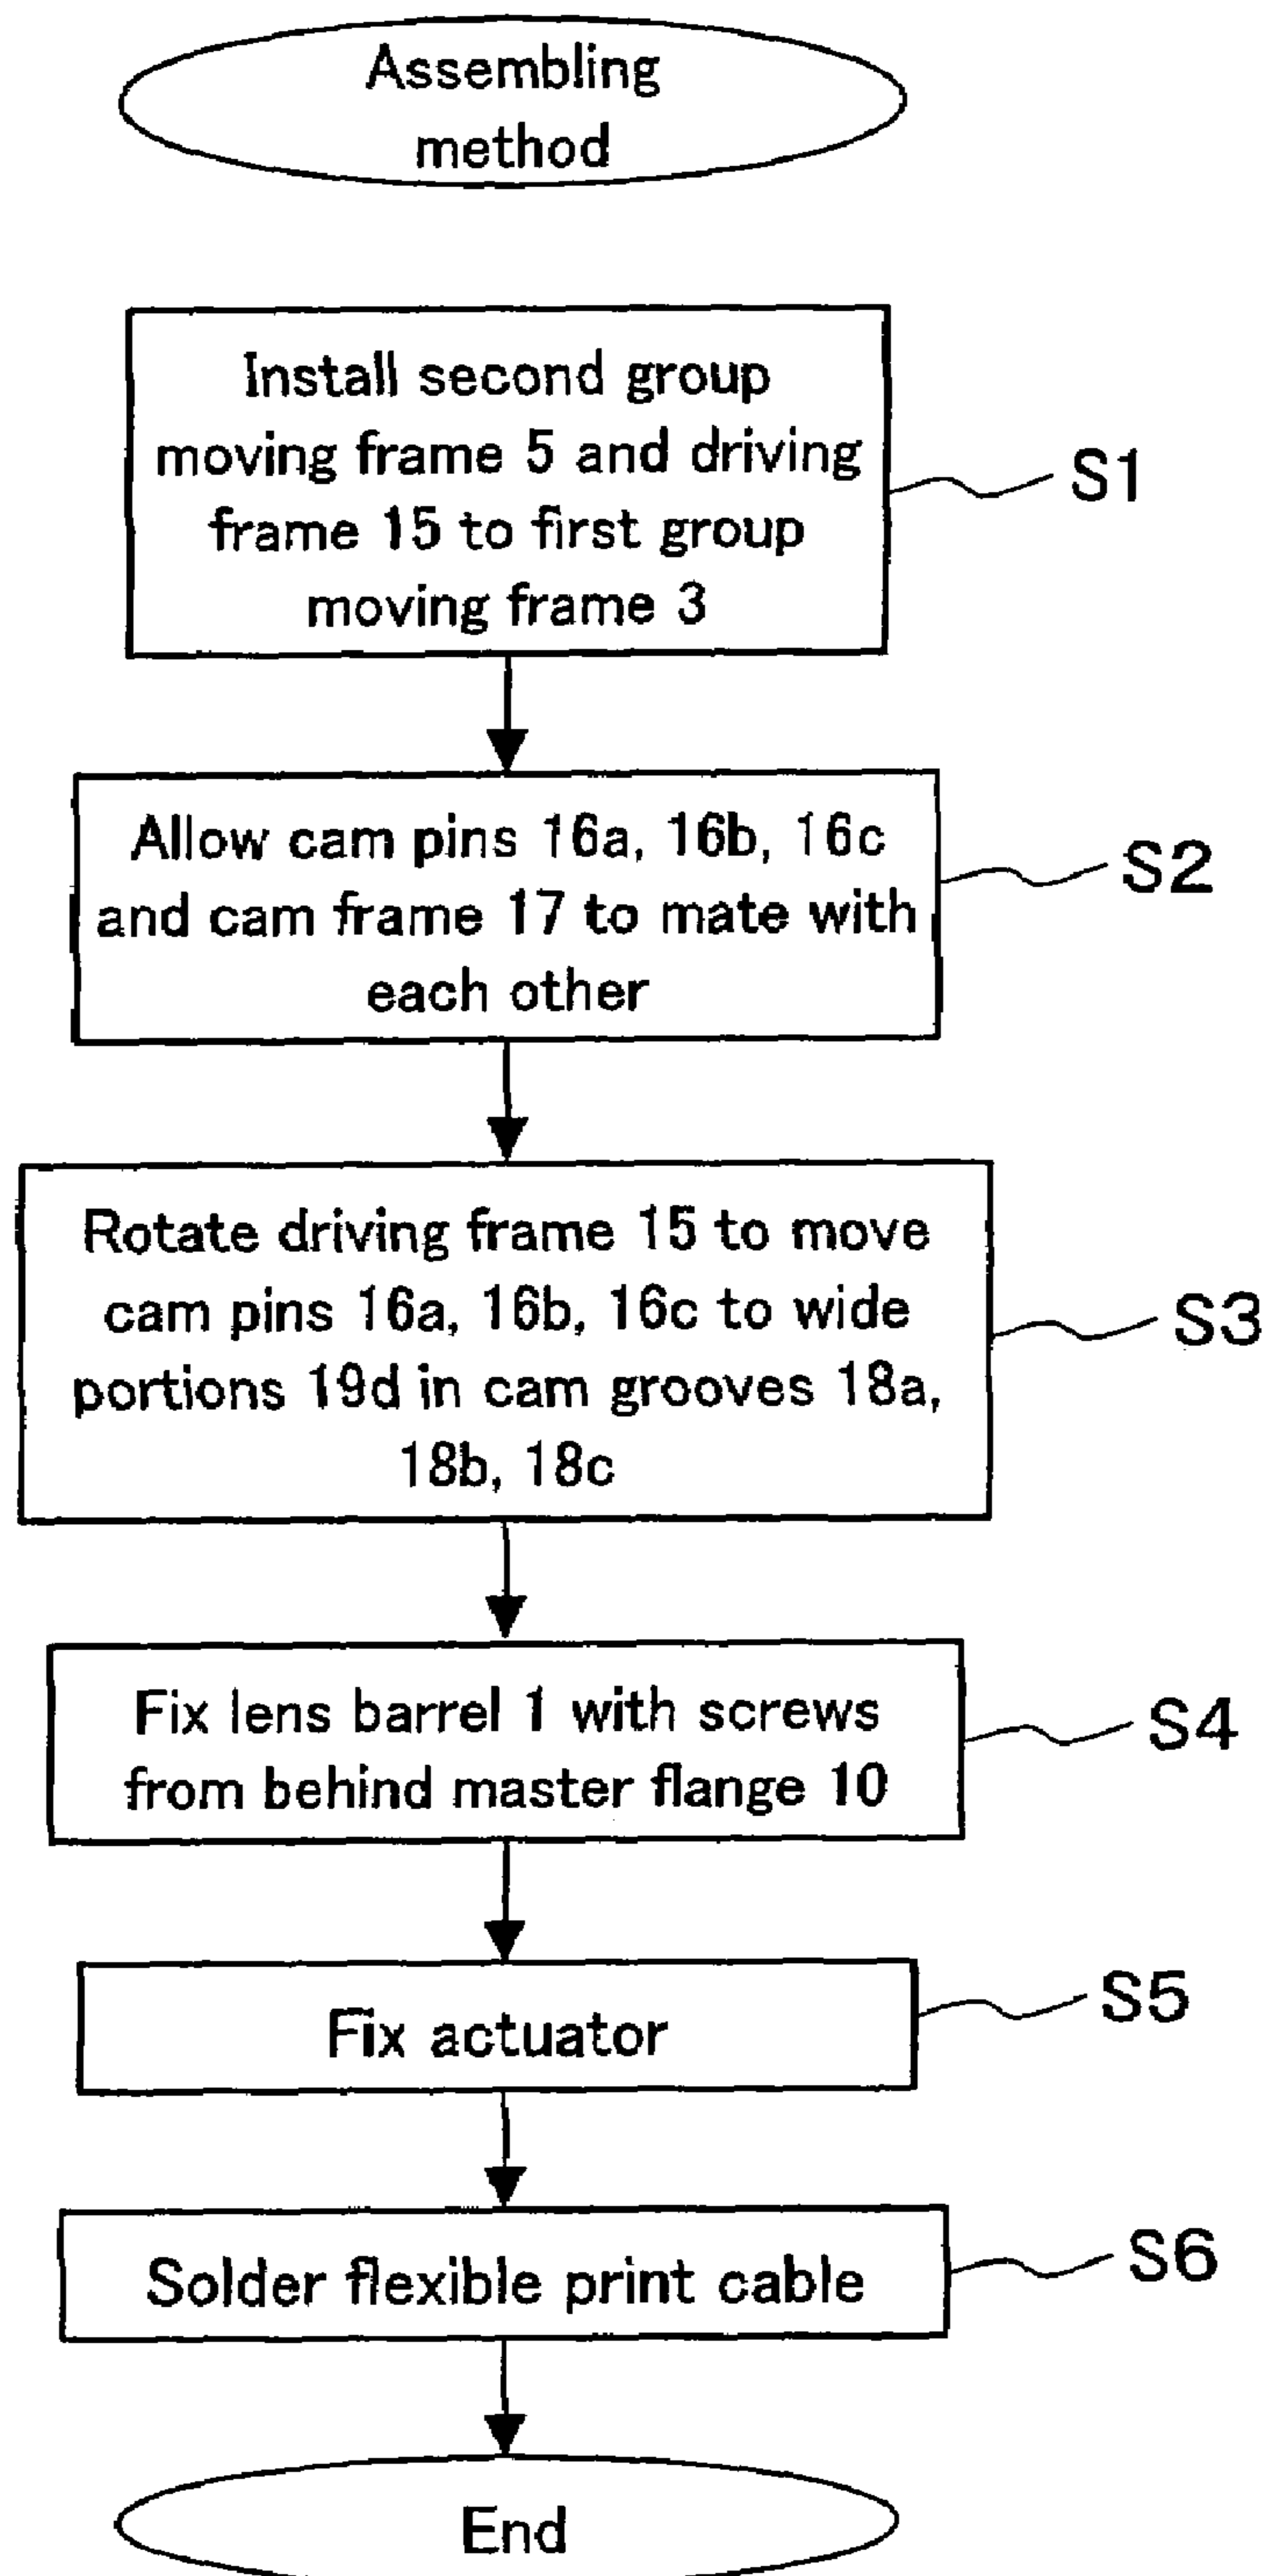 Assembling
method
Install second group
moving frame 5 and driving
frame 15 to first group
moving frame 3
S1
Allow cam pins 16a, 16b, 16c
and cam frame 17 to mate with
each other
S2
Rotate driving frame 15 to move
cam pins 16a, 16b, 16c to wide
portions 19d in cam grooves 18a,
18b, 18c
S3
Fix lens barrel 1 with screws
from behind master flange 10
S4
Fix actuator
S5
Solder flexible print cable
S6
End